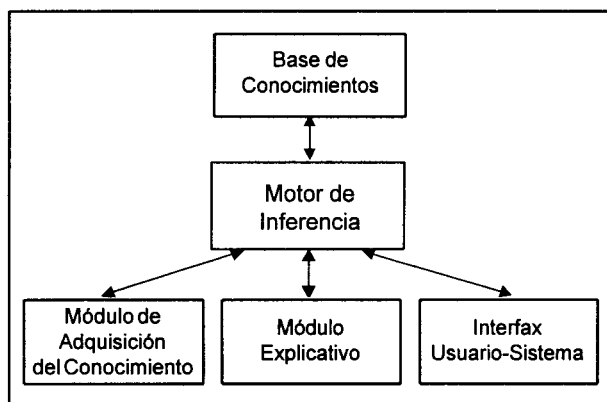 Base de
Conocimientos
Motor de
Inferencia
Módulo de
Adquisición
del Conocimiento
Módulo
Explicativo
Interfax
Usuario-Sistema